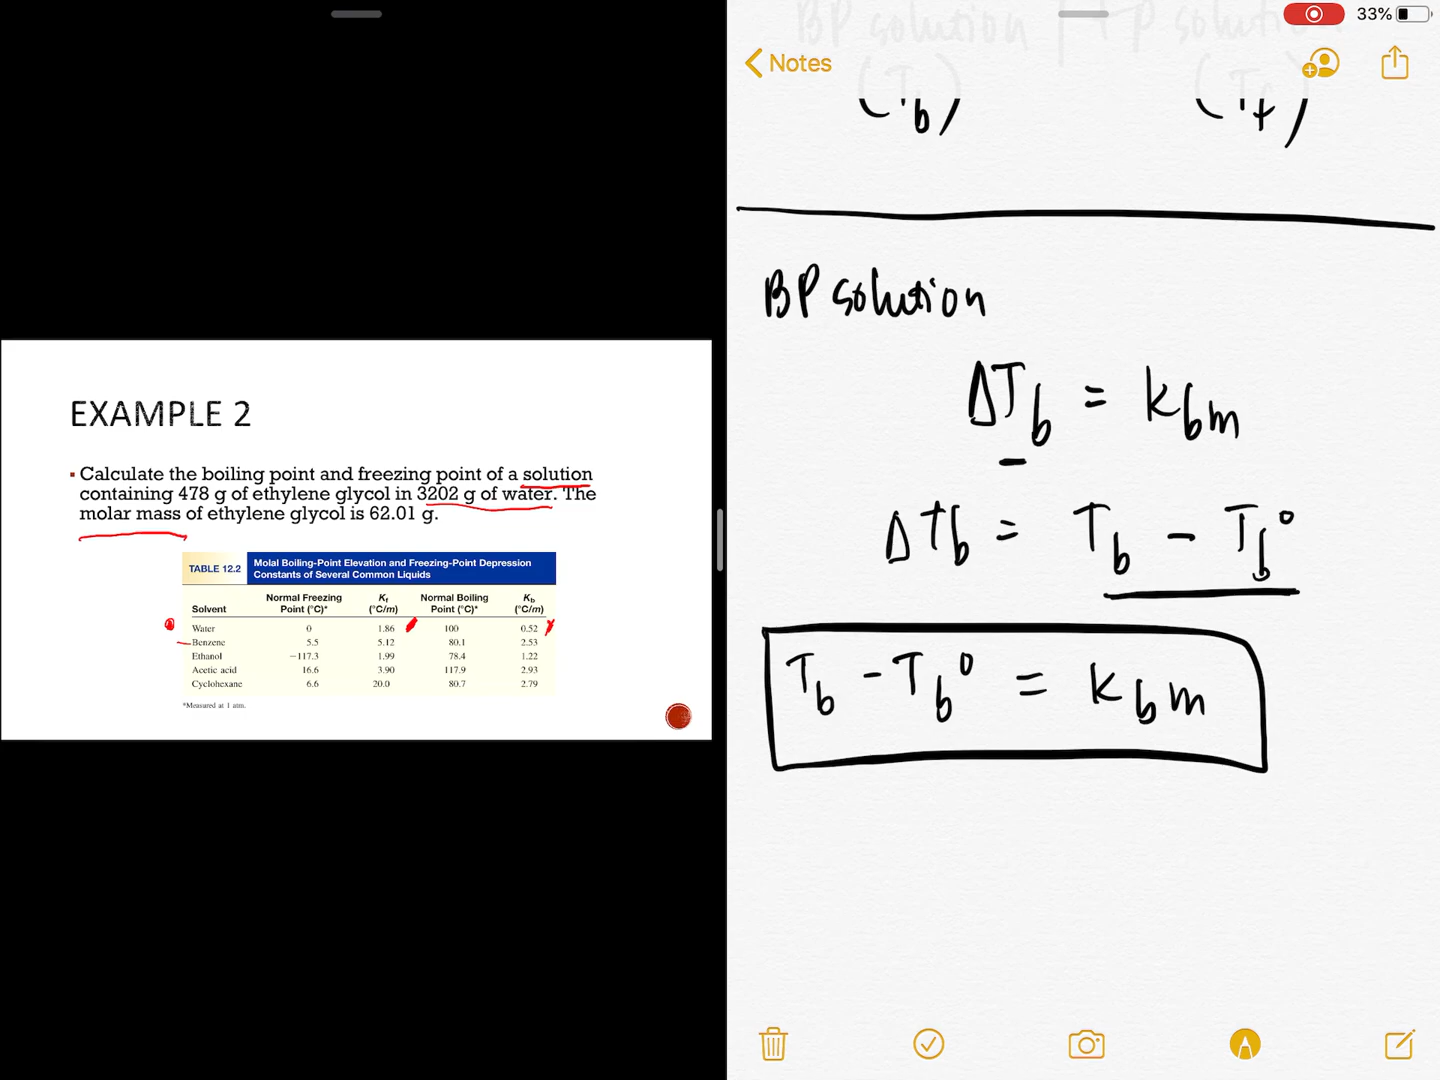 33%
Notes
BP solution FP solution
(Tb) (Tf)
BP solution
ΔTb = Kbm
ΔTb = Tb - Tb°
Tb - Tb° = Kbm
EXAMPLE 2
▪ Calculate the boiling point and freezing point of a solution
containing 478 g of ethylene glycol in 3202 g of water. The
molar mass of ethylene glycol is 62.01 g.
TABLE 12.2 Molal Boiling-Point Elevation and Freezing-Point Depression
Constants of Several Common Liquids
Normal Freezing Kf Normal Boiling Kb
Solvent Point (°C)* (°C/m) Point (°C)* (°C/m)
Water 0 1.86 100 0.52
Benzene 5.5 5.12 80.1 2.53
Ethanol −117.3 1.99 78.4 1.22
Acetic acid 16.6 3.90 117.9 2.93
Cyclohexane 6.6 20.0 80.7 2.79
*Measured at 1 atm.